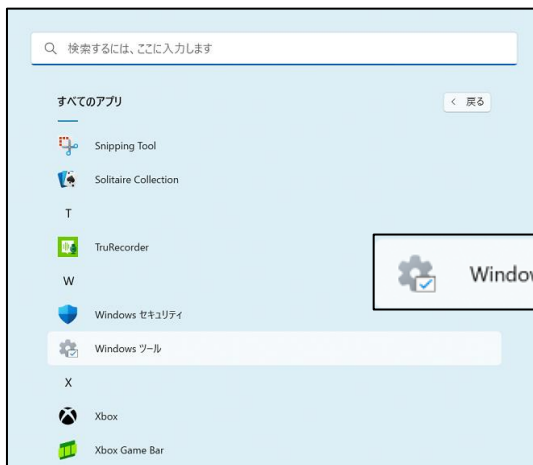 検索するには、ここに入力します
すべてのアプリ
< 戻る
Snipping Tool
Solitaire Collection
T
TruRecorder
W
Windows セキュリティ
Windows ツール
X
Xbox
Xbox Game Bar